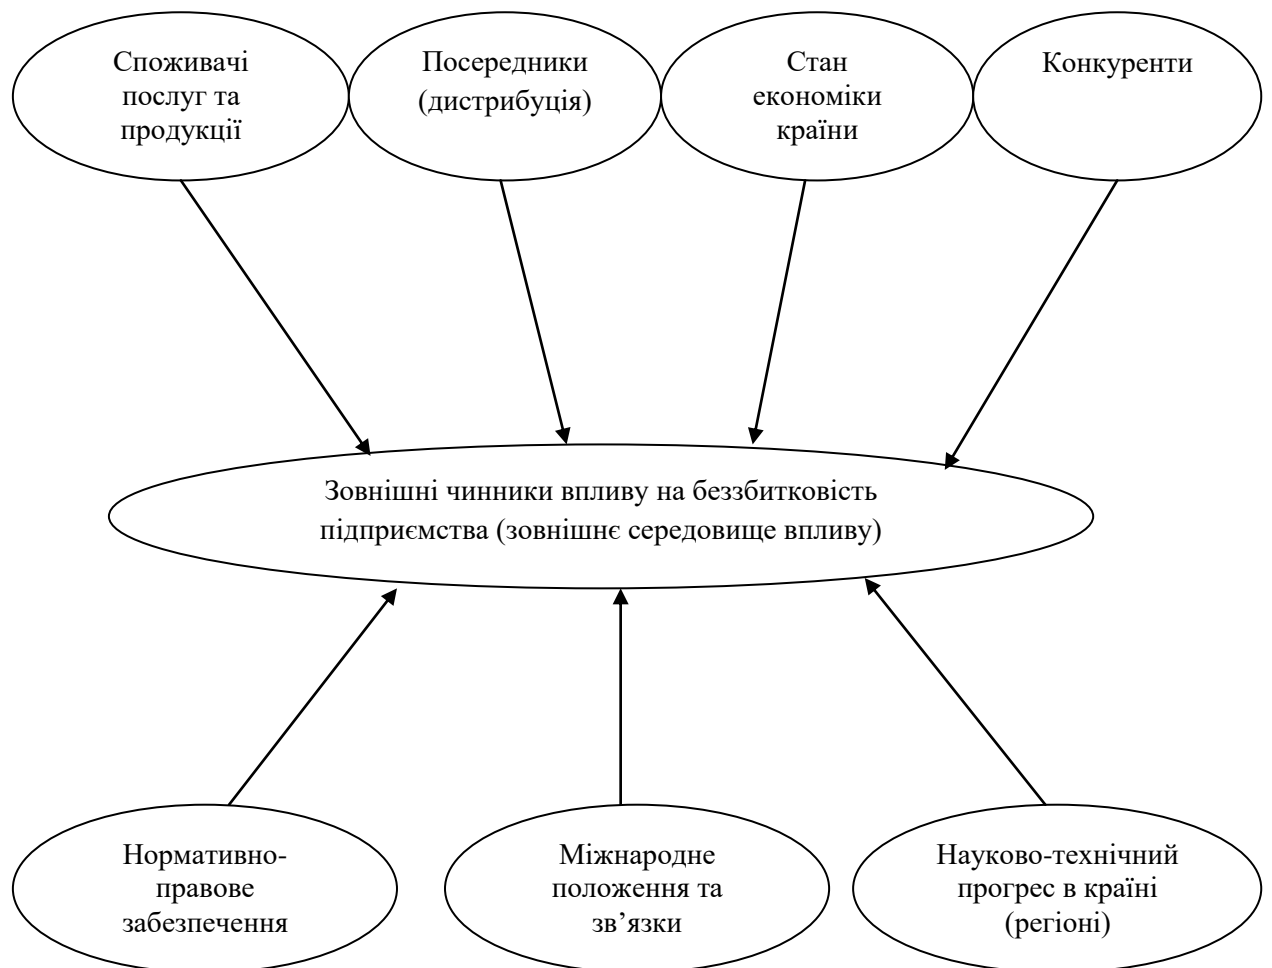 Споживачі
послуг та
продукції
Посередники
(дистрибуція)
Стан
економіки
країни
Конкуренти
Зовнішні чинники впливу на беззбитковість
підприємства (зовнішнє середовище впливу)
Нормативно-
правове
забезпечення
Міжнародне
положення та
зв’язки
Науково-технічний
прогрес в країні
(регіоні)